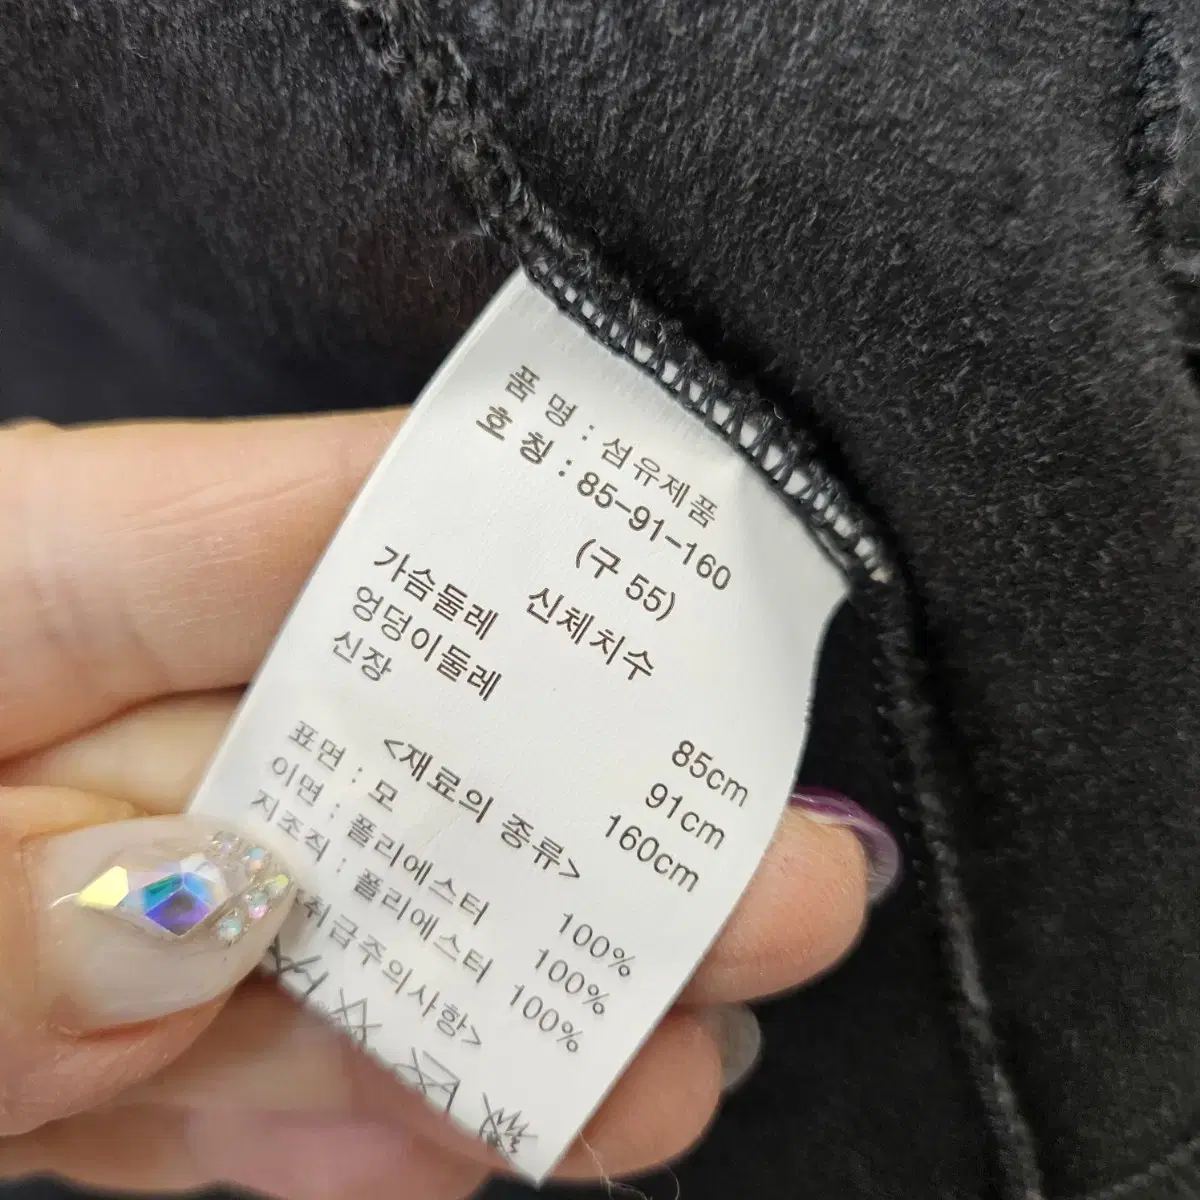 품 명 : 섬유제품
호 칭 : 85-91-160
(구 55)
신체치수
가슴둘레 85cm
엉덩이둘레 91cm
신장 160cm
<재료의 종류>
표면 : 모 100%
이면 : 폴리에스터 100%
지조직 : 폴리에스터 100%
취급주의사항>